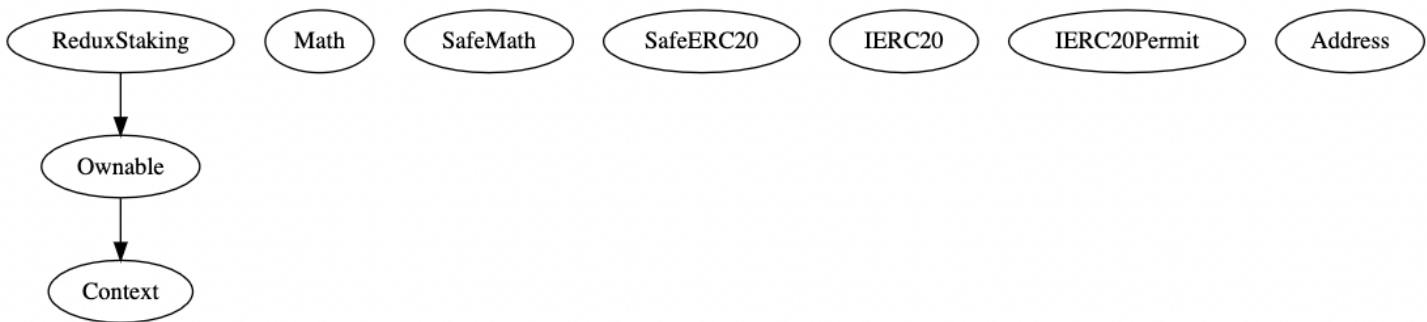 ReduxStaking Math SafeMath SafeERC20 IERC20 IERC20Permit Address
Ownable
Context